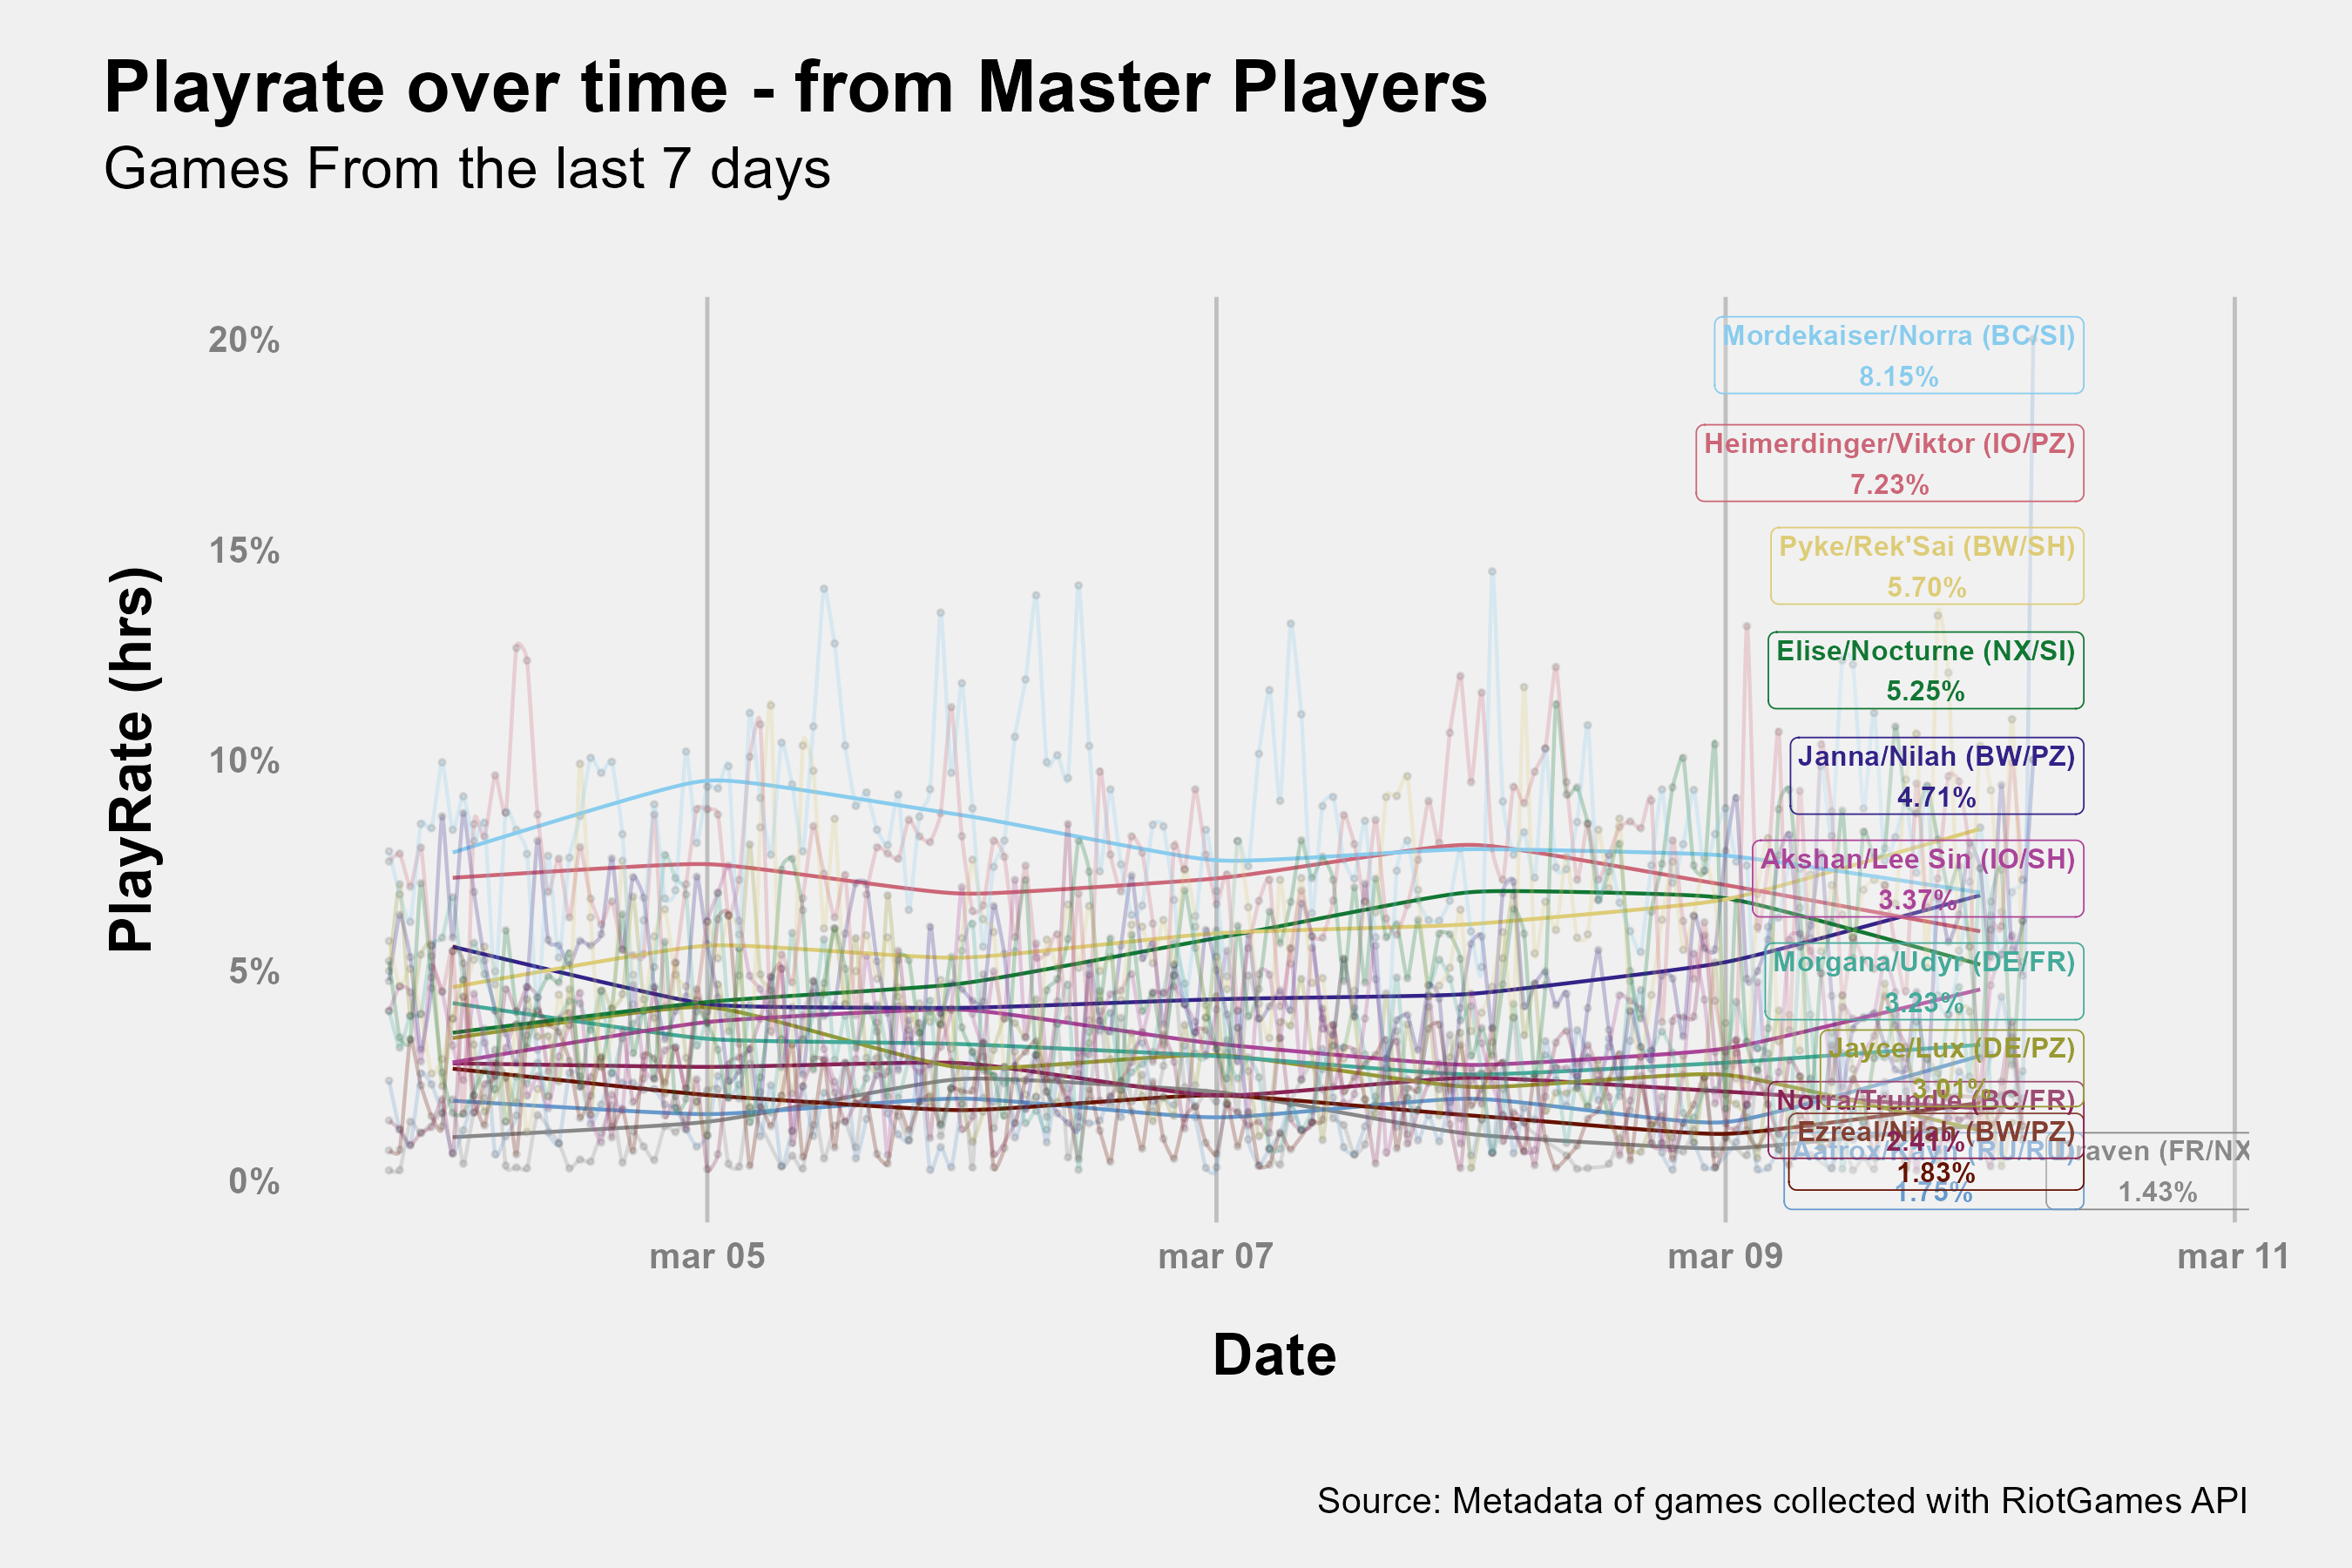 Playrate over time - from Master Players
Games From the last 7 days
PlayRate (hrs)
20%
15%
10%
5%
0%
Mordekaiser/Norra (BC/SI)
8.15%
Heimerdinger/Viktor (IO/PZ)
7.23%
Pyke/Rek'Sai (BW/SH)
5.70%
Elise/Nocturne (NX/SI)
5.25%
Janna/Nilah (BW/PZ)
4.71%
Akshan/Lee Sin (IO/SH)
3.37%
Morgana/Udyr (DE/FR)
3.23%
Jayce/Lux (DE/PZ)
3.01%
Norra/Trundle (BC/FR)
2.41%
Ezreal/Nilah (BW/PZ)
1.83%
(RU/RU)
1.75%
raven (FR/NX
1.43%
mar 05
mar 07
mar 09
mar 11
Date
Source: Metadata of games collected with RiotGames API